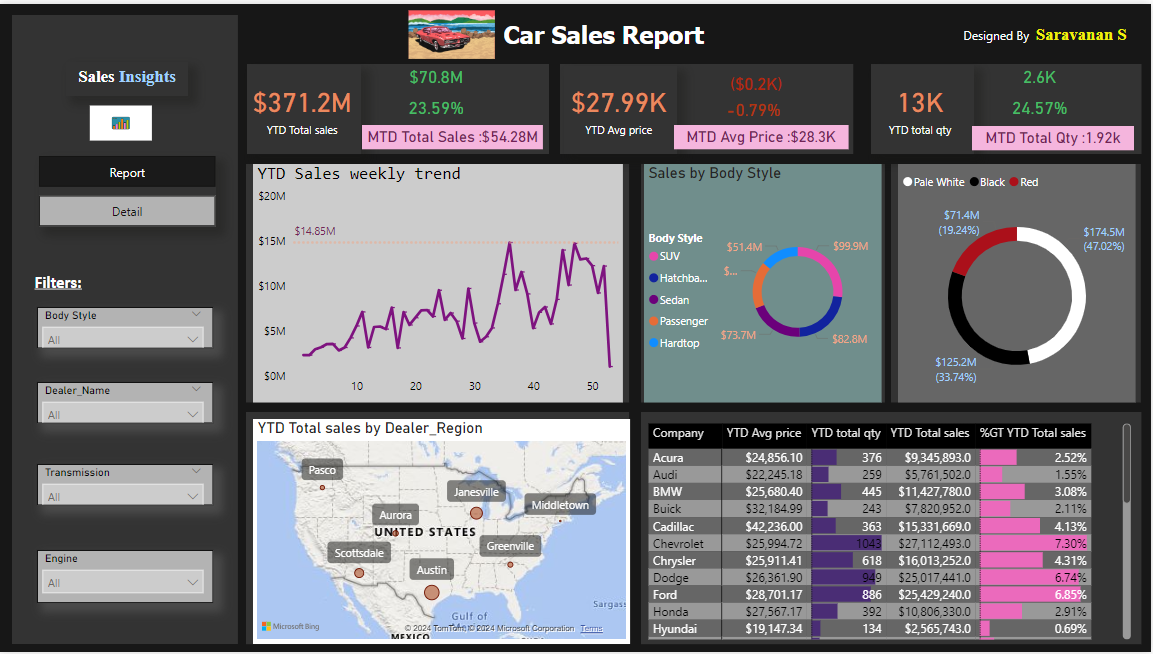 Car Sales Report
Designed By Saravanan S
Sales Insights
Report
Detail
Filters:
Body Style
All
Dealer_Name
All
Transmission
All
Engine
All
$371.2M
YTD Total sales
$70.8M
23.59%
MTD Total Sales :$54.28M
$27.99K
YTD Avg price
($0.2K)
-0.79%
MTD Avg Price :$28.3K
13K
YTD total qty
2.6K
24.57%
MTD Total Qty :1.92k
YTD Sales weekly trend
$20M
$15M
$10M
$5M
$0M
$14.85M
10 20 30 40 50
Sales by Body Style
Body Style
SUV
Hatchba...
Sedan
Passenger
Hardtop
$51.4M
$99.9M
$...
$73.7M
$82.8M
Pale White Black Red
$71.4M
(19.24%)
$174.5M
(47.02%)
$125.2M
(33.74%)
YTD Total sales by Dealer_Region
Pasco
Janesville
Middletown
Aurora
UNITED STATES
Greenville
Scottsdale
Austin
Gulf of
Sargass
MEXICO
Microsoft Bing
© 2024 TomTom, © 2024 Microsoft Corporation Terms
Company YTD Avg price YTD total qty YTD Total sales %GT YTD Total sales
Acura $24,856.10 376 $9,345,893.0 2.52%
Audi $22,245.18 259 $5,761,502.0 1.55%
BMW $25,680.40 445 $11,427,780.0 3.08%
Buick $32,184.99 243 $7,820,952.0 2.11%
Cadillac $42,236.00 363 $15,331,669.0 4.13%
Chevrolet $25,994.72 1043 $27,112,493.0 7.30%
Chrysler $25,911.41 618 $16,013,252.0 4.31%
Dodge $26,361.90 949 $25,017,441.0 6.74%
Ford $28,701.17 886 $25,429,240.0 6.85%
Honda $27,567.17 392 $10,806,330.0 2.91%
Hyundai $19,147.34 134 $2,565,743.0 0.69%